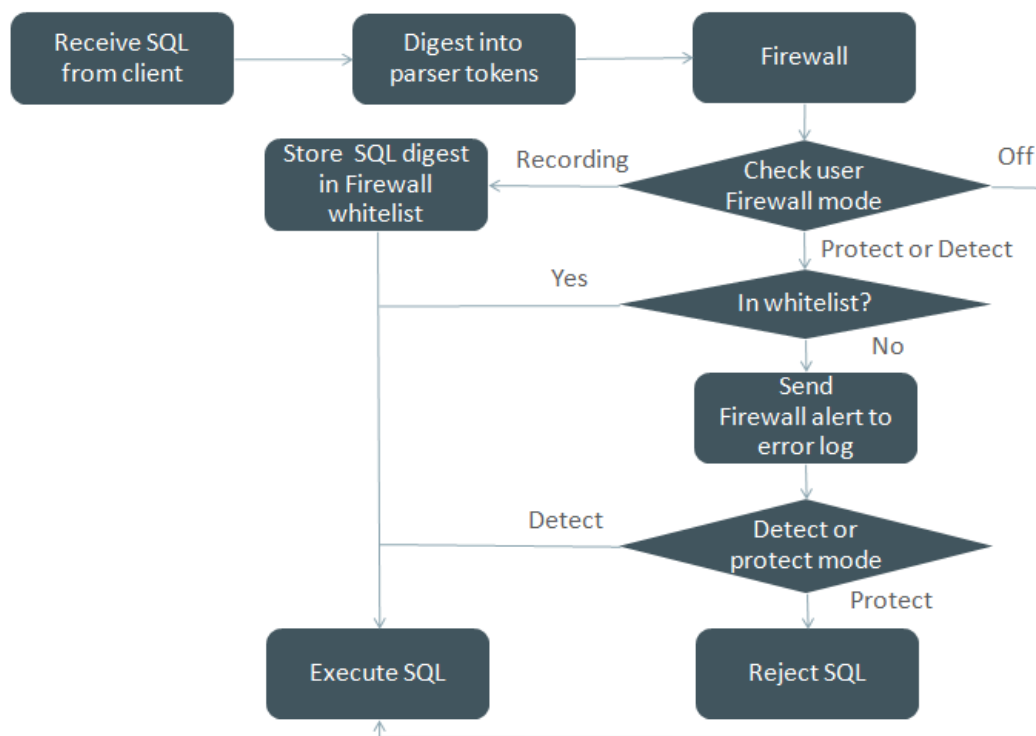 Receive SQL
from client
Digest into
parser tokens
Firewall
Store SQL digest
in Firewall
whitelist
Recording
Check user
Firewall mode
Off
Protect or Detect
Yes
In whitelist?
No
Send
Firewall alert to
error log
Detect
Detect or
protect mode
Protect
Execute SQL
Reject SQL